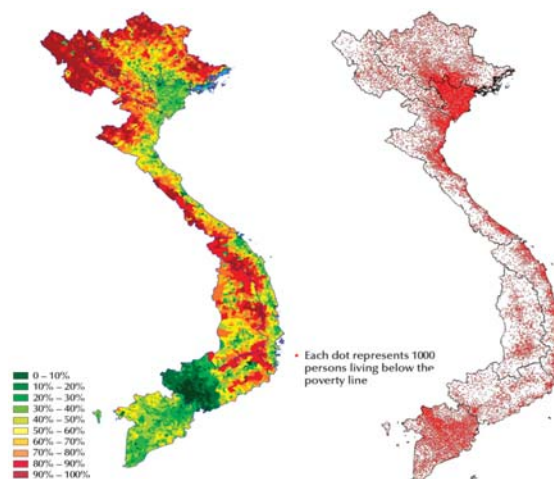 0 – 10%
10% – 20%
20% – 30%
30% – 40%
40% – 50%
50% – 60%
60% – 70%
70% – 80%
80% – 90%
90% – 100%
Each dot represents 1000
persons living below the
poverty line